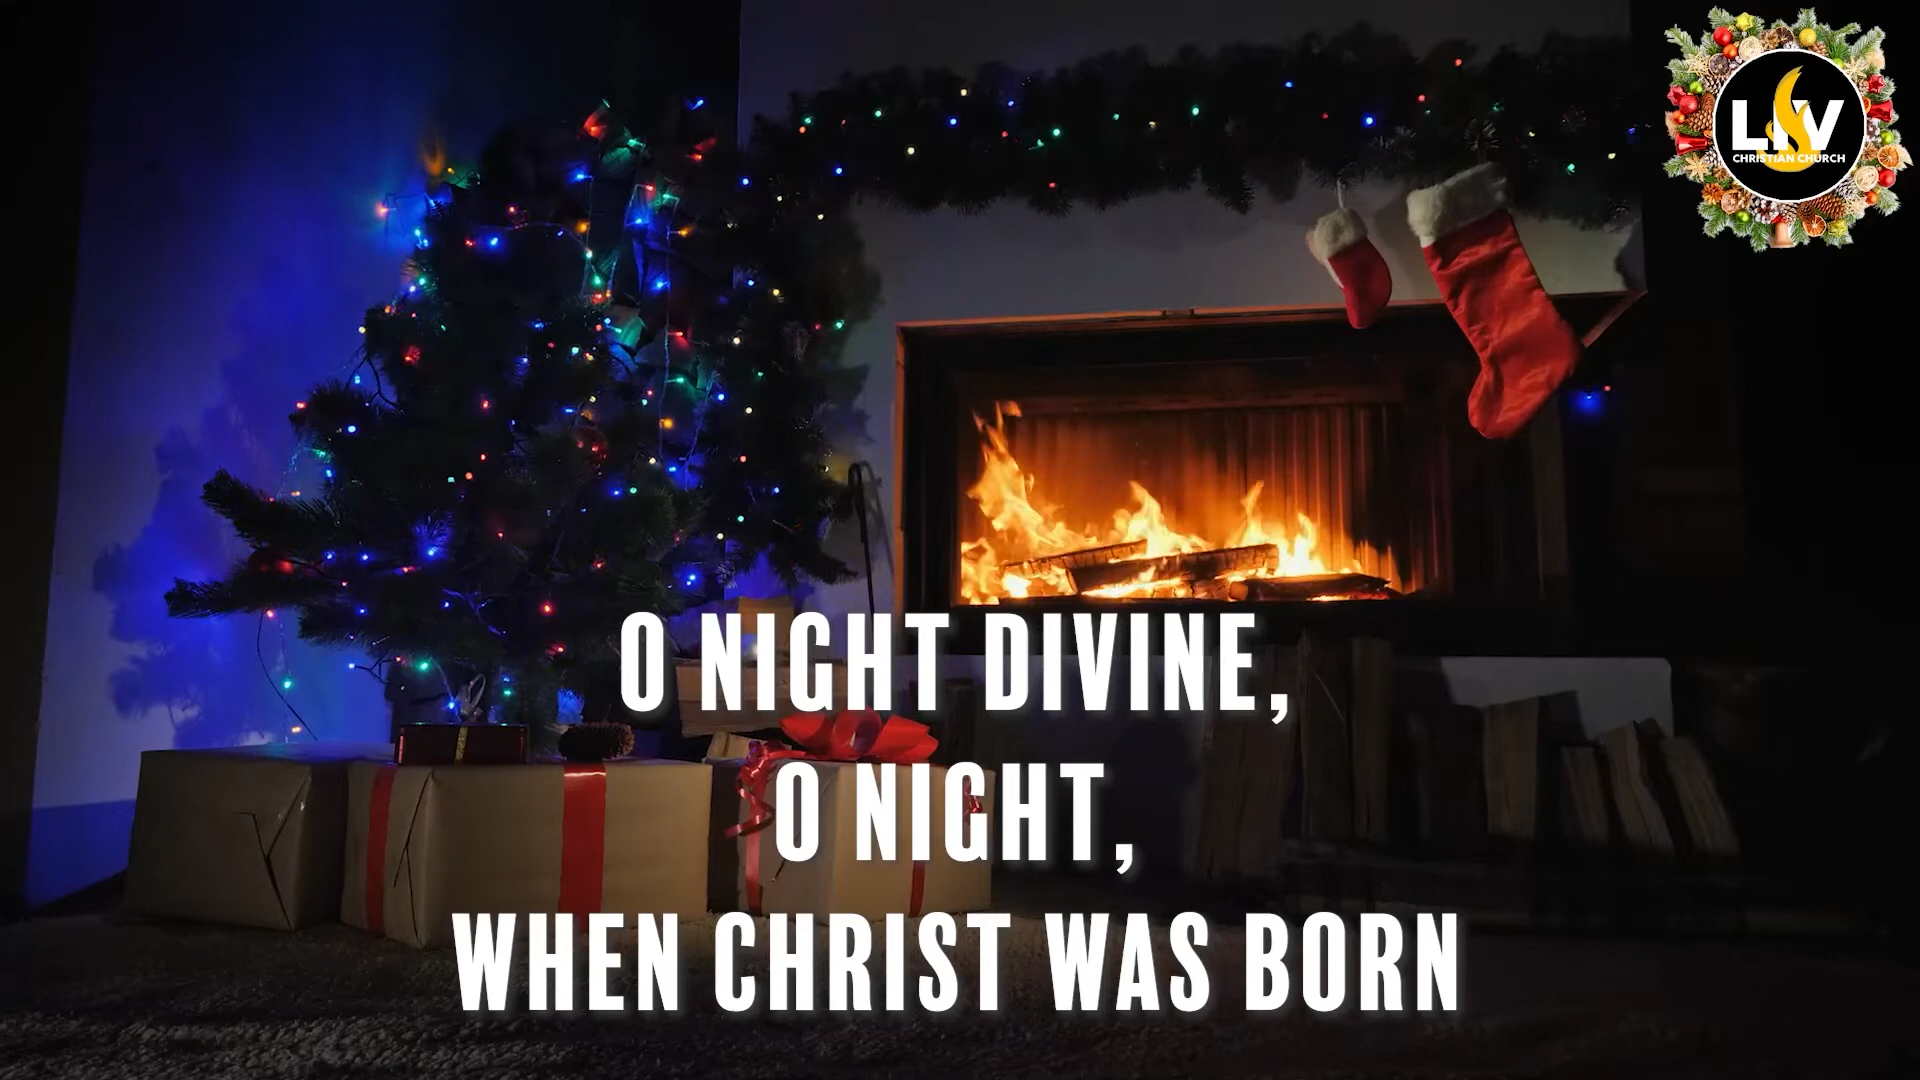 LIV
CHRISTIAN CHURCH
O NIGHT DIVINE,
O NIGHT,
WHEN CHRIST WAS BORN